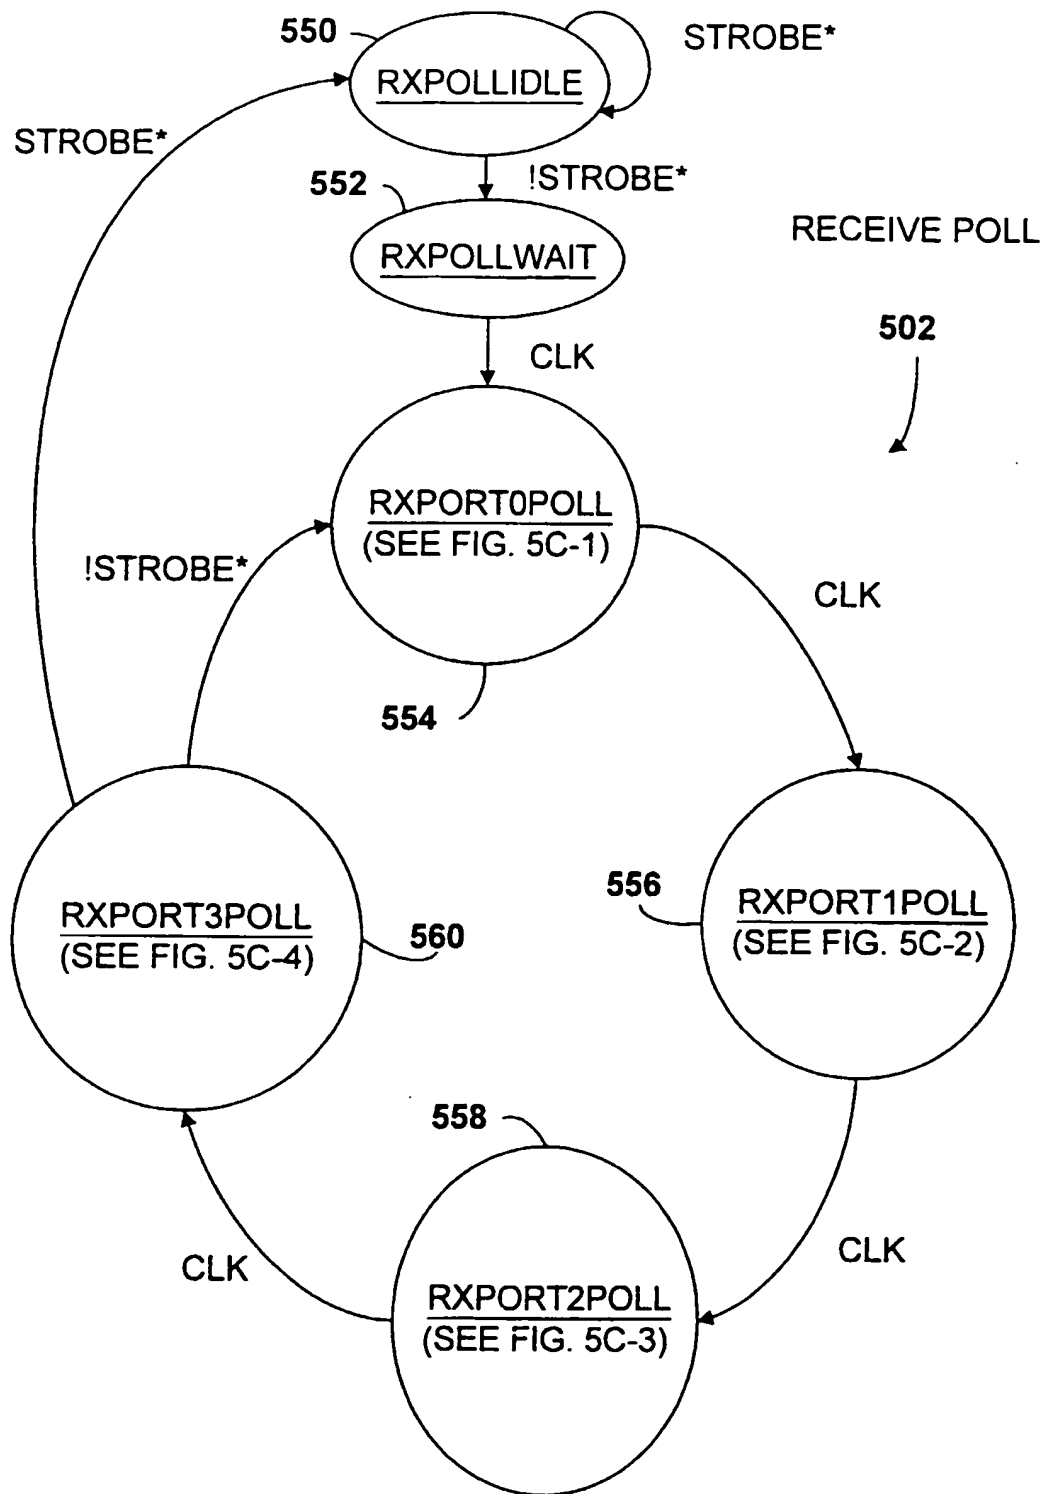 550
STROBE*
RXPOLLIDLE
STROBE*
!STROBE*
552
RXPOLLWAIT
RECEIVE POLL
502
CLK
RXPORT0POLL
(SEE FIG. 5C-1)
!STROBE*
CLK
554
556
RXPORT1POLL
(SEE FIG. 5C-2)
RXPORT3POLL
(SEE FIG. 5C-4)
560
558
CLK
CLK
RXPORT2POLL
(SEE FIG. 5C-3)